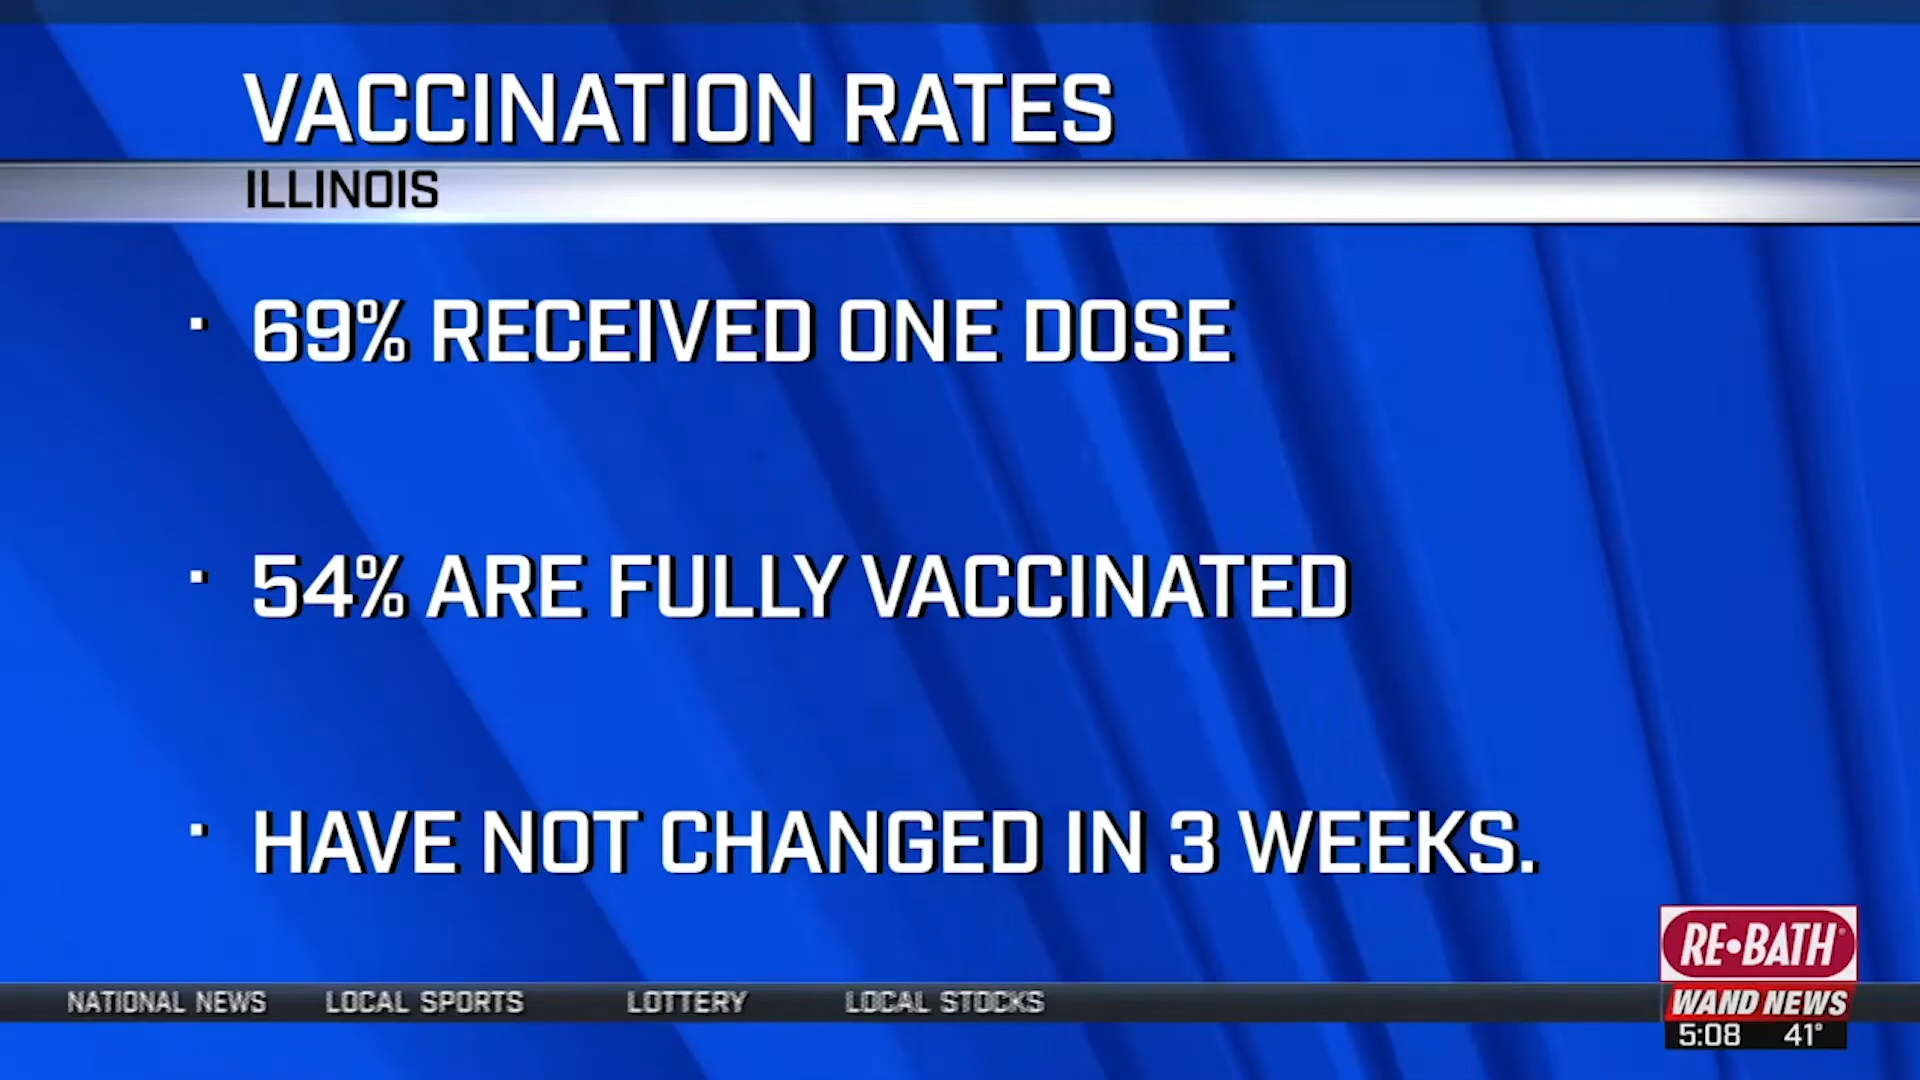 VACCINATION RATES
ILLINOIS
· 69% RECEIVED ONE DOSE
· 54% ARE FULLY VACCINATED
· HAVE NOT CHANGED IN 3 WEEKS.
RE•BATH®
WAND NEWS
NATIONAL NEWS LOCAL SPORTS LOTTERY LOCAL STOCKS
5:08 41°